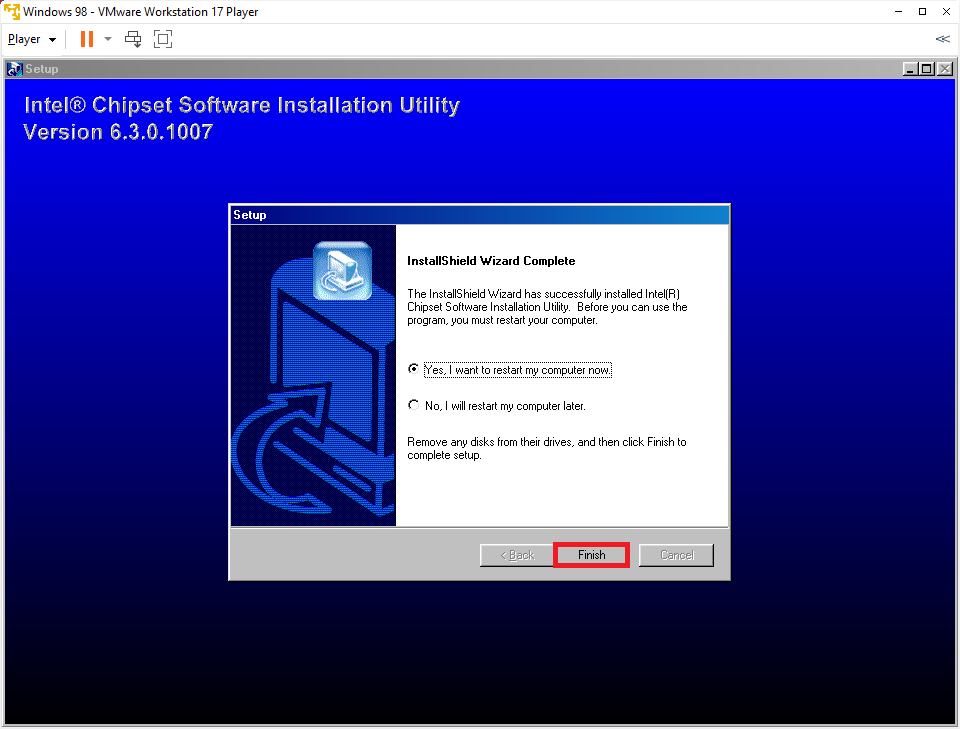 Windows 98 - VMware Workstation 17 Player
Player
Setup
Intel® Chipset Software Installation Utility
Version 6.3.0.1007
Setup
InstallShield Wizard Complete
The InstallShield Wizard has successfully installed Intel(R)
Chipset Software Installation Utility.  Before you can use the
program, you must restart your computer.
Yes, I want to restart my computer now.
No, I will restart my computer later.
Remove any disks from their drives, and then click Finish to
complete setup.
< Back
Finish
Cancel